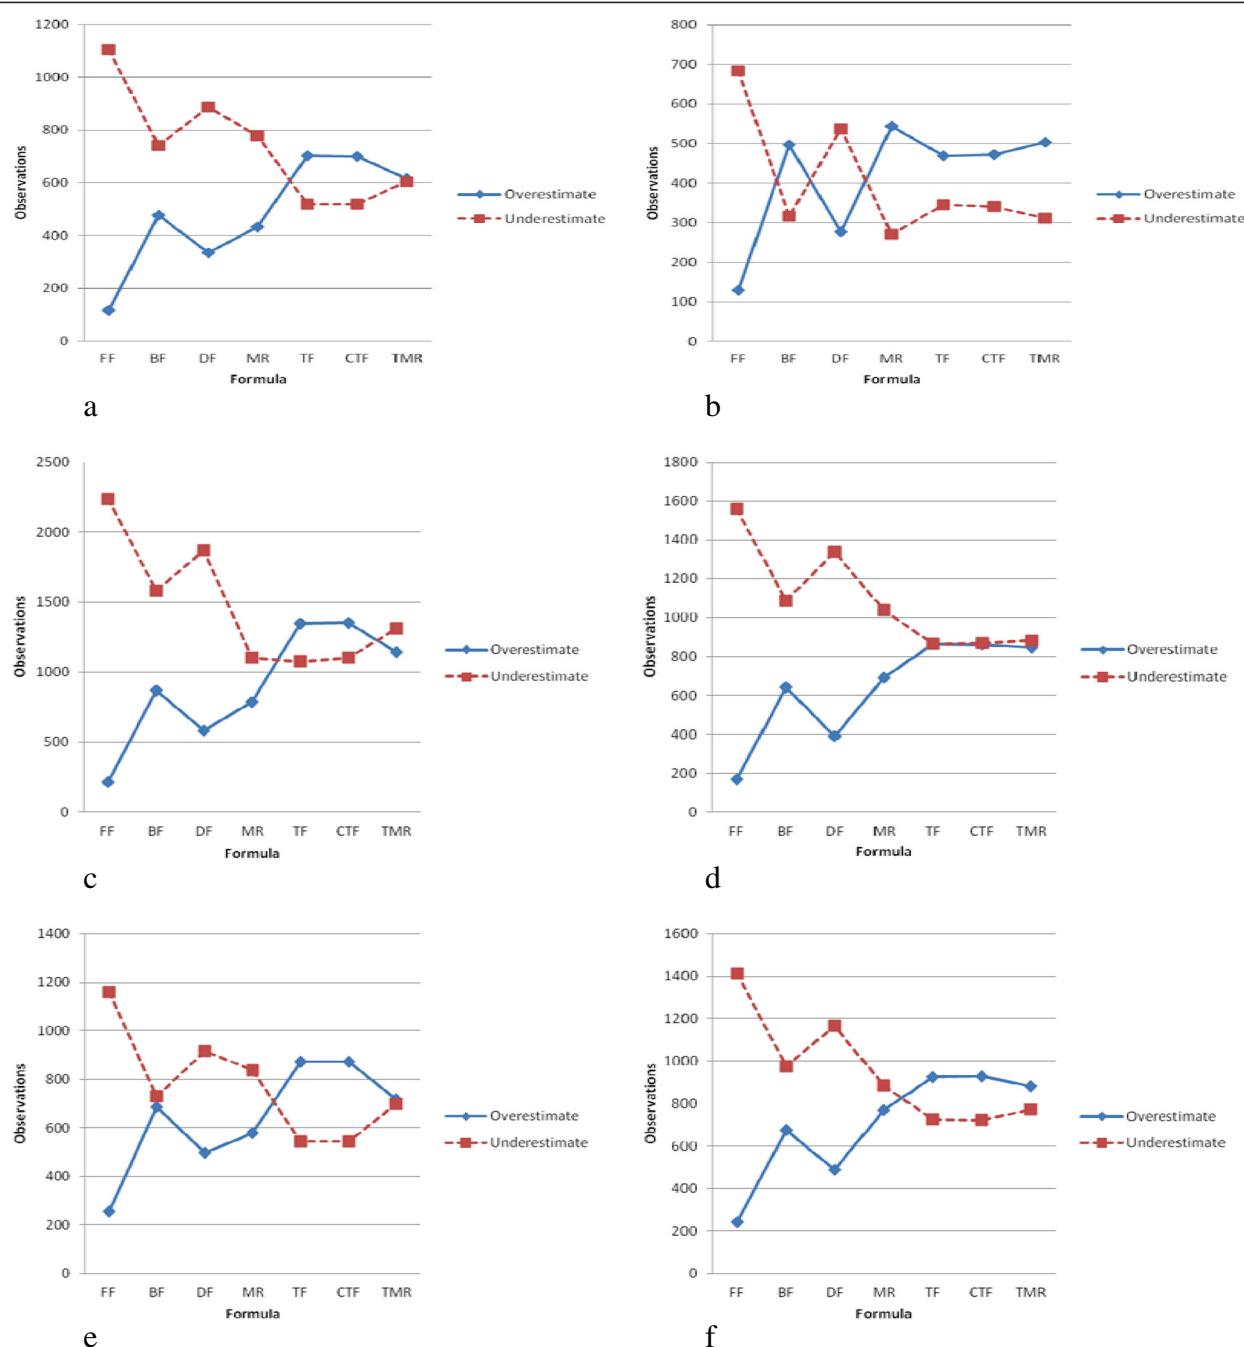 1200
1000
800
600
400
200
0
Observations
FF BF DF MR TF CTF TMR
Formula
Overestimate
Underestimate
a
800
700
600
500
400
300
200
100
0
Observations
FF BF DF MR TF CTF TMR
Formula
Overestimate
Underestimate
b
2500
2000
1500
1000
500
0
Observations
FF BF DF MR TF CTF TMR
Formula
Overestimate
Underestimate
c
1800
1600
1400
1200
1000
800
600
400
200
0
Observations
FF BF DF MR TF CTF TMR
Formula
Overestimate
Underestimate
d
1400
1200
1000
800
600
400
200
0
Observations
FF BF DF MR TF CTF TMR
Formula
Overestimate
Underestimate
e
1600
1400
1200
1000
800
600
400
200
0
Observations
FF BF DF MR TF CTF TMR
Formula
Overestimate
Underestimate
f